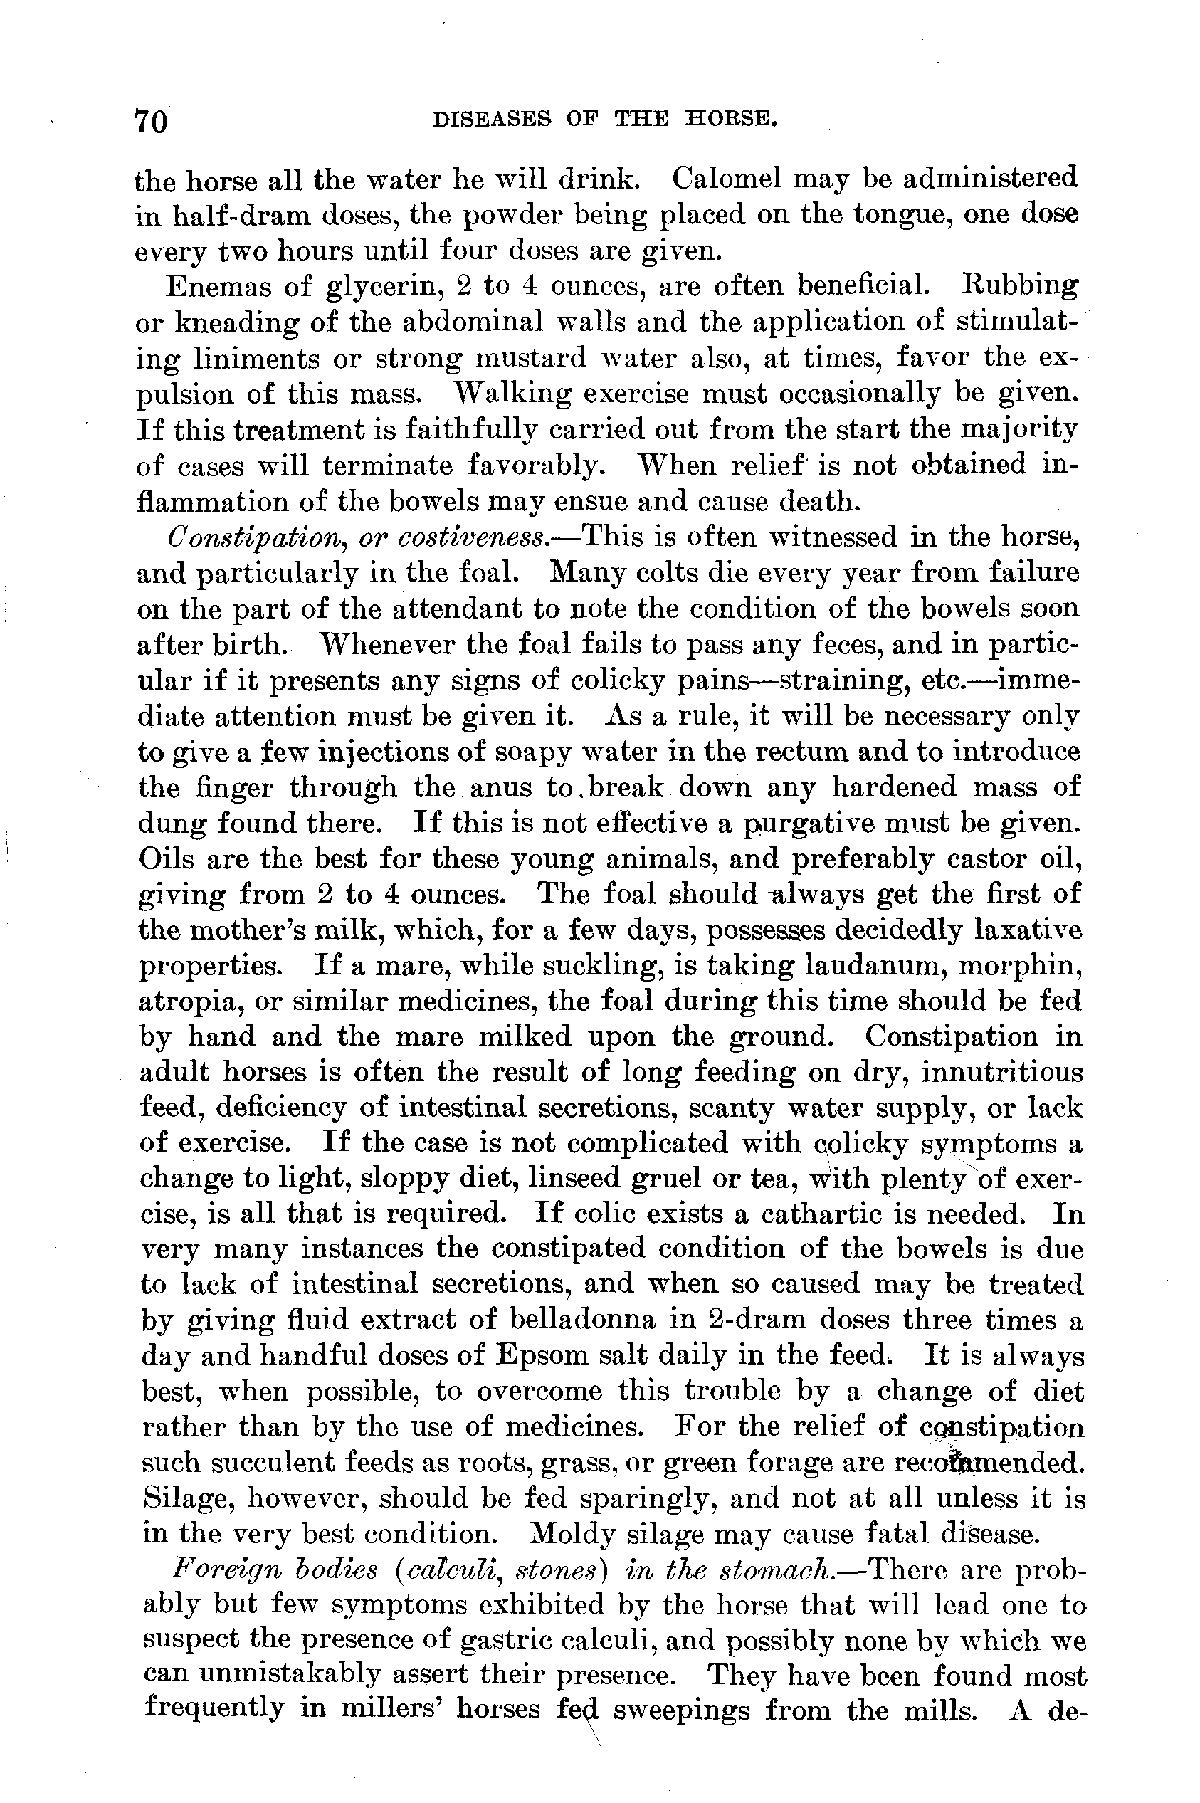 70 DISEASES OF THE HORSE.
the horse all the water he will drink. Calomel may be administered
in half-dram doses, the powder being placed on the tongue, one dose
every two hours until four doses are given.
Enemas of glycerin, 2 to 4 ounces, are often beneficial. Rubbing
or kneading of the abdominal walls and the application of stimulat-
ing liniments or strong mustard water also, at times, favor the ex-
pulsion of this mass. Walking exercise must occasionally be given.
If this treatment is faithfully carried out from the start the majority
of cases will terminate favorably. When relief is not obtained in-
flammation of the bowels may ensue and cause death.
Constipation, or costiveness.—This is often witnessed in the horse,
and particularly in the foal. Many colts die every year from failure
on the part of the attendant to note the condition of the bowels soon
after birth. Whenever the foal fails to pass any feces, and in partic-
ular if it presents any signs of colicky pains—straining, etc.—imme-
diate attention must be given it. As a rule, it will be necessary only
to give a few injections of soapy water in the rectum and to introduce
the finger through the anus to break down any hardened mass of
dung found there. If this is not effective a purgative must be given.
Oils are the best for these young animals, and preferably castor oil,
giving from 2 to 4 ounces. The foal should always get the first of
the mother's milk, which, for a few days, possesses decidedly laxative
properties. If a mare, while suckling, is taking laudanum, morphin,
atropia, or similar medicines, the foal during this time should be fed
by hand and the mare milked upon the ground. Constipation in
adult horses is often the result of long feeding on dry, innutritious
feed, deficiency of intestinal secretions, scanty water supply, or lack
of exercise. If the case is not complicated with colicky symptoms a
change to light, sloppy diet, linseed gruel or tea, with plenty of exer-
cise, is all that is required. If colic exists a cathartic is needed. In
very many instances the constipated condition of the bowels is due
to lack of intestinal secretions, and when so caused may be treated
by giving fluid extract of belladonna in 2-dram doses three times a
day and handful doses of Epsom salt daily in the feed. It is always
best, when possible, to overcome this trouble by a change of diet
rather than by the use of medicines. For the relief of constipation
such succulent feeds as roots, grass, or green forage are recommended.
Silage, however, should be fed sparingly, and not at all unless it is
in the very best condition. Moldy silage may cause fatal disease.
Foreign bodies (calculi, stones) in the stomach.—There are prob-
ably but few symptoms exhibited by the horse that will lead one to
suspect the presence of gastric calculi, and possibly none by which we
can unmistakably assert their presence. They have been found most
frequently in millers' horses fed sweepings from the mills. A de-